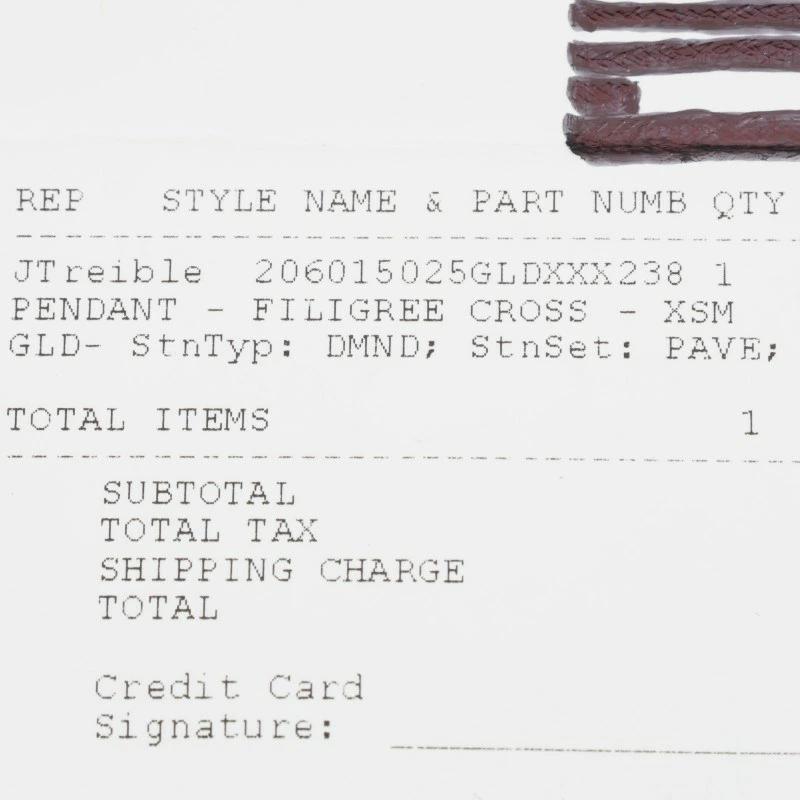 REP STYLE NAME & PART NUMB QTY
JTreible 206015025GLDXXX238 1
PENDANT - FILIGREE CROSS - XSM
GLD- StnTyp: DMND; StnSet: PAVE;
TOTAL ITEMS 1
SUBTOTAL
TOTAL TAX
SHIPPING CHARGE
TOTAL
Credit Card
Signature: